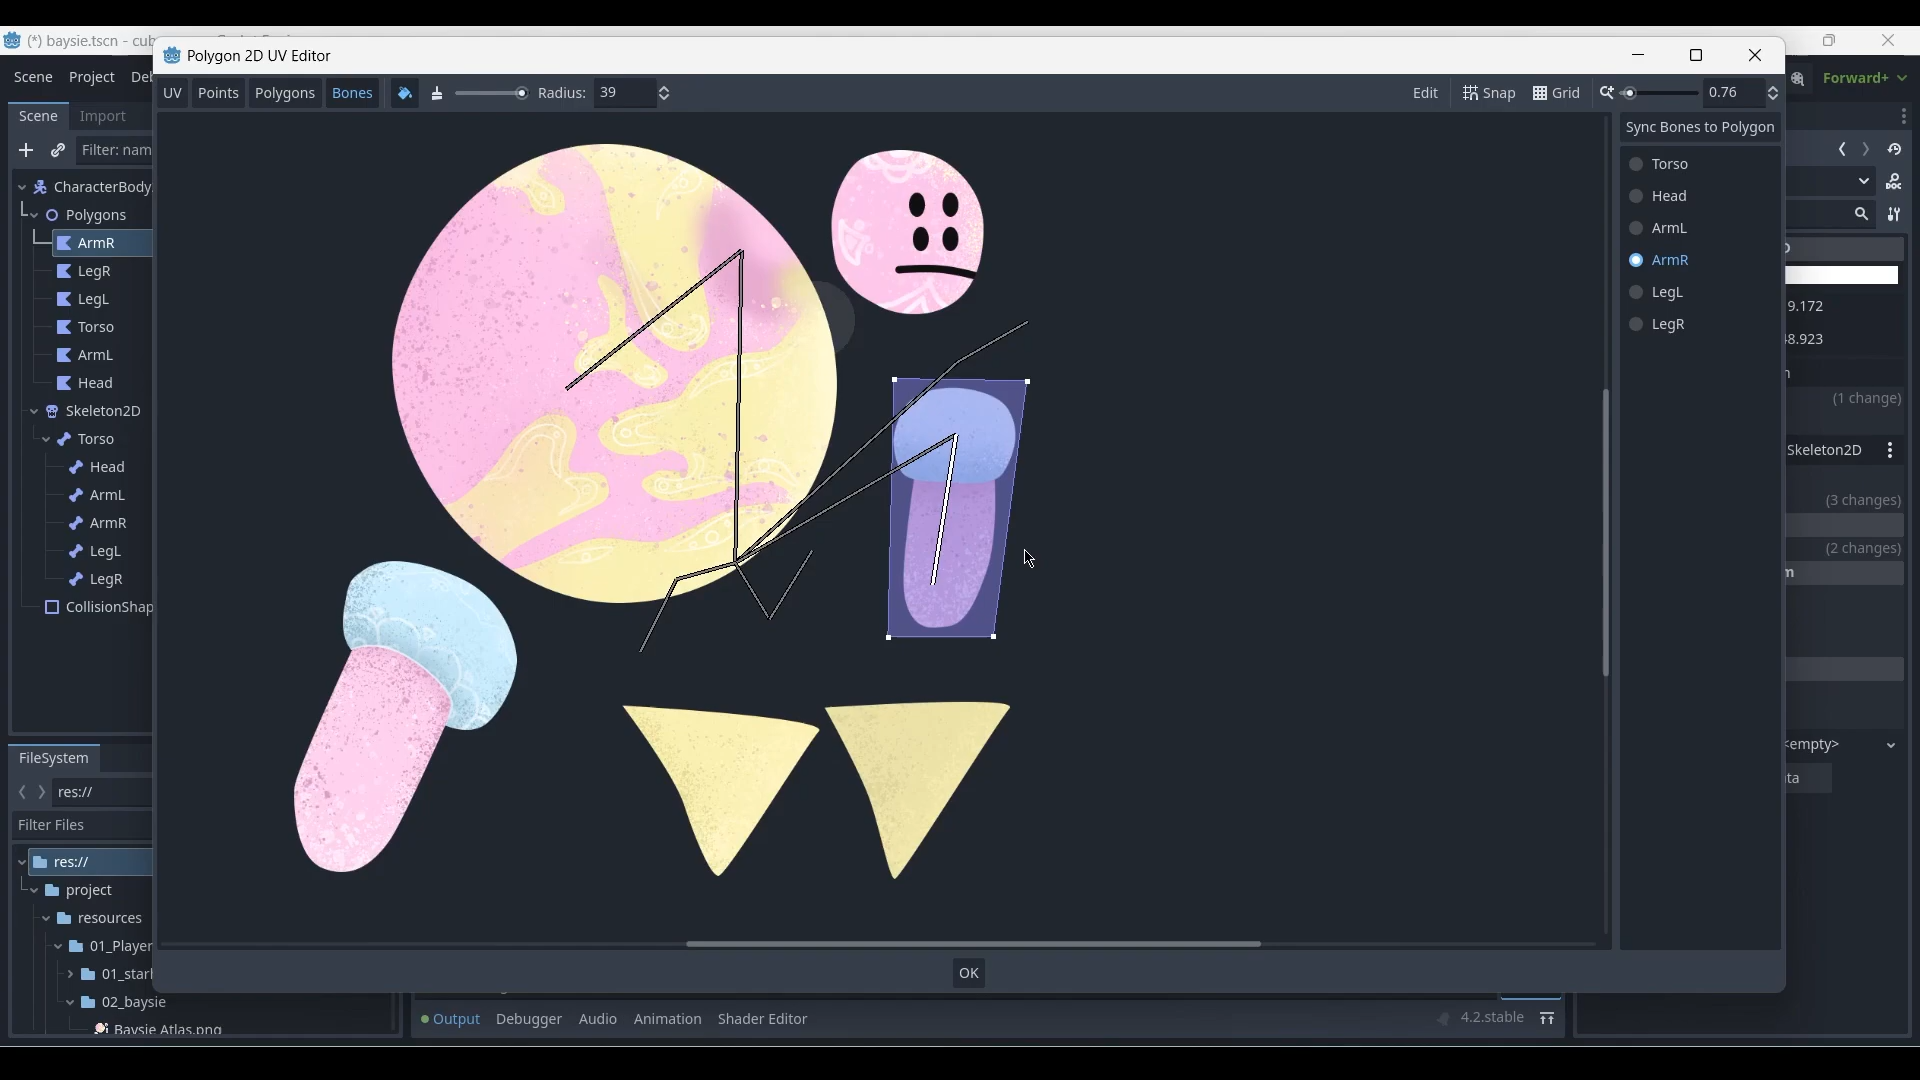 (*) baysie.tscn - cub
Polygon 2D UV Editor
Scene Project Deb
Forward+
UV Points Polygons Bones Radius: 39 Edit Snap Grid 0.76
Scene Import
Sync Bones to Polygon
Filter: nam
Torso
Head
ArmL
ArmR
LegL
LegR
CharacterBody
Polygons
ArmR
LegR
LegL
Torso
ArmL
Head
Skeleton2D
Torso
Head
ArmL
ArmR
LegL
LegR
CollisionShap
DOC
9.172
48.923
(1 change)
Skeleton2D
(3 changes)
(2 changes)
m
<empty>
ata
FileSystem
res://
Filter Files
res://
project
resources
01_Player
01_star
02_baysie
Baysie Atlas.png
OK
Output Debugger Audio Animation Shader Editor 4.2.stable